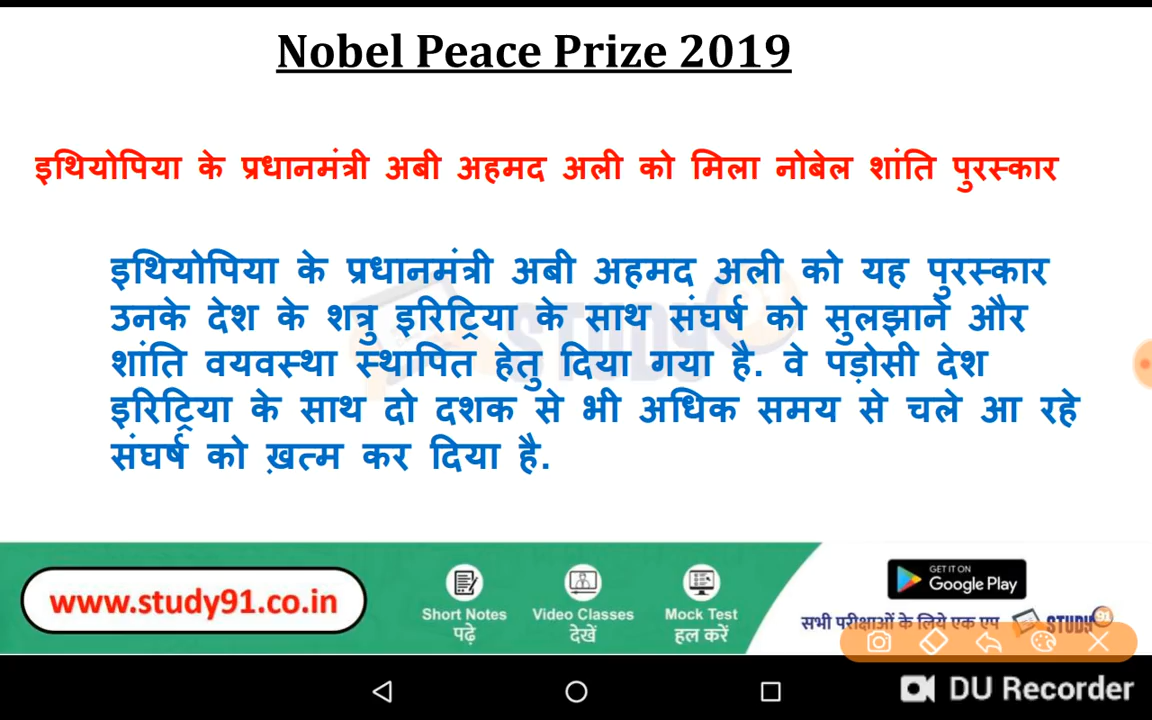 Nobel Peace Prize 2019
इथियोपिया के प्रधानमंत्री अबी अहमद अली को मिला नोबेल शांति पुरस्कार
इथियोपिया के प्रधानमंत्री अबी अहमद अली को यह पुरस्कार
उनके देश के शत्रु इरिट्रिया के साथ संघर्ष को सुलझाने और
शांति वयवस्था स्थापित हेतु दिया गया है. वे पड़ोसी देश
इरिट्रिया के साथ दो दशक से भी अधिक समय से चले आ रहे
संघर्ष को ख़त्म कर दिया है.
STUDY
www.study91.co.in
Short Notes
पढ़े
Video Classes
देखें
Mock Test
हल करें
GET IT ON
Google Play
सभी परीक्षाओं के लिये एक एप
STUDY 91
DU Recorder